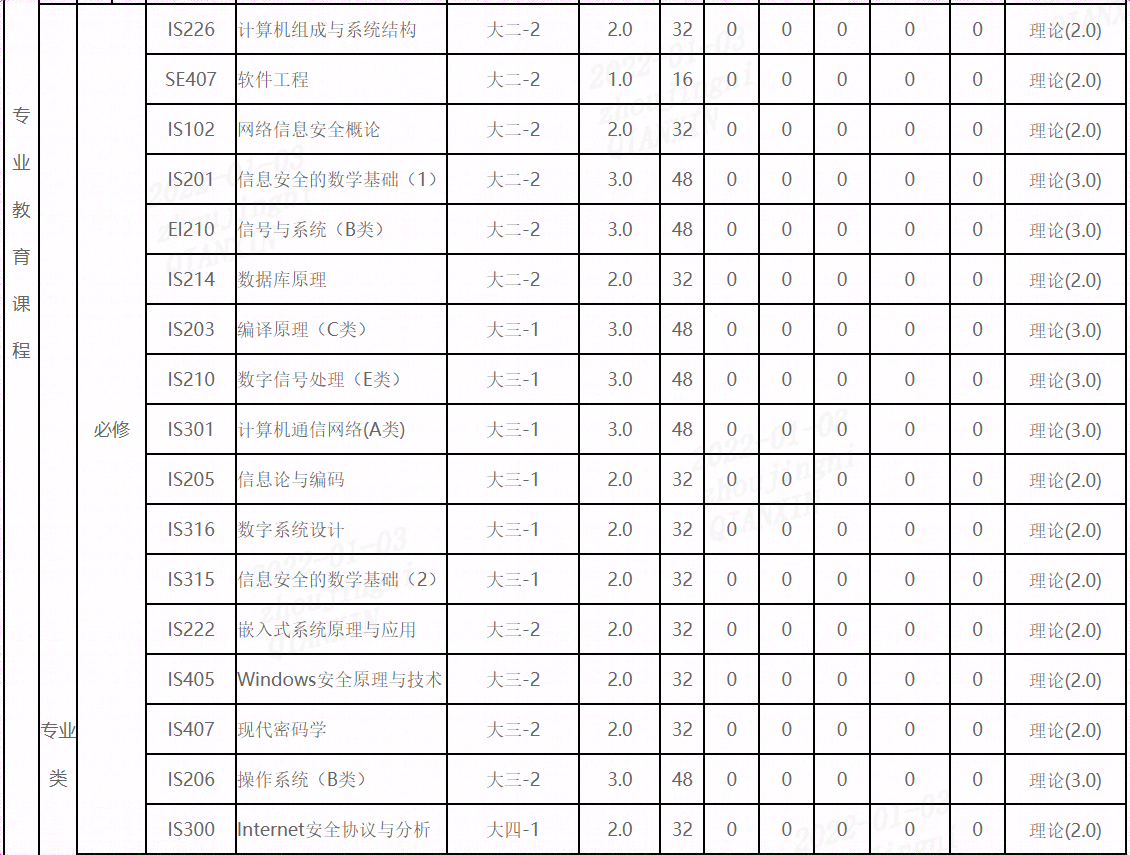 专业教育课程
专业类
必修
IS226 计算机组成与系统结构 大二-2 2.0 32 0 0 0 0 0 理论(2.0)
SE407 软件工程 大二-2 1.0 16 0 0 0 0 0 理论(2.0)
IS102 网络信息安全概论 大二-2 2.0 32 0 0 0 0 0 理论(2.0)
IS201 信息安全的数学基础（1） 大二-2 3.0 48 0 0 0 0 0 理论(3.0)
EI210 信号与系统（B类） 大二-2 3.0 48 0 0 0 0 0 理论(3.0)
IS214 数据库原理 大二-2 2.0 32 0 0 0 0 0 理论(2.0)
IS203 编译原理（C类） 大三-1 3.0 48 0 0 0 0 0 理论(3.0)
IS210 数字信号处理（E类） 大三-1 3.0 48 0 0 0 0 0 理论(3.0)
IS301 计算机通信网络(A类) 大三-1 3.0 48 0 0 0 0 0 理论(3.0)
IS205 信息论与编码 大三-1 2.0 32 0 0 0 0 0 理论(2.0)
IS316 数字系统设计 大三-1 2.0 32 0 0 0 0 0 理论(2.0)
IS315 信息安全的数学基础（2） 大三-1 2.0 32 0 0 0 0 0 理论(2.0)
IS222 嵌入式系统原理与应用 大三-2 2.0 32 0 0 0 0 0 理论(2.0)
IS405 Windows安全原理与技术 大三-2 2.0 32 0 0 0 0 0 理论(2.0)
IS407 现代密码学 大三-2 2.0 32 0 0 0 0 0 理论(2.0)
IS206 操作系统（B类） 大三-2 3.0 48 0 0 0 0 0 理论(3.0)
IS300 Internet安全协议与分析 大四-1 2.0 32 0 0 0 0 0 理论(2.0)
2022-01-03
QIANXIN